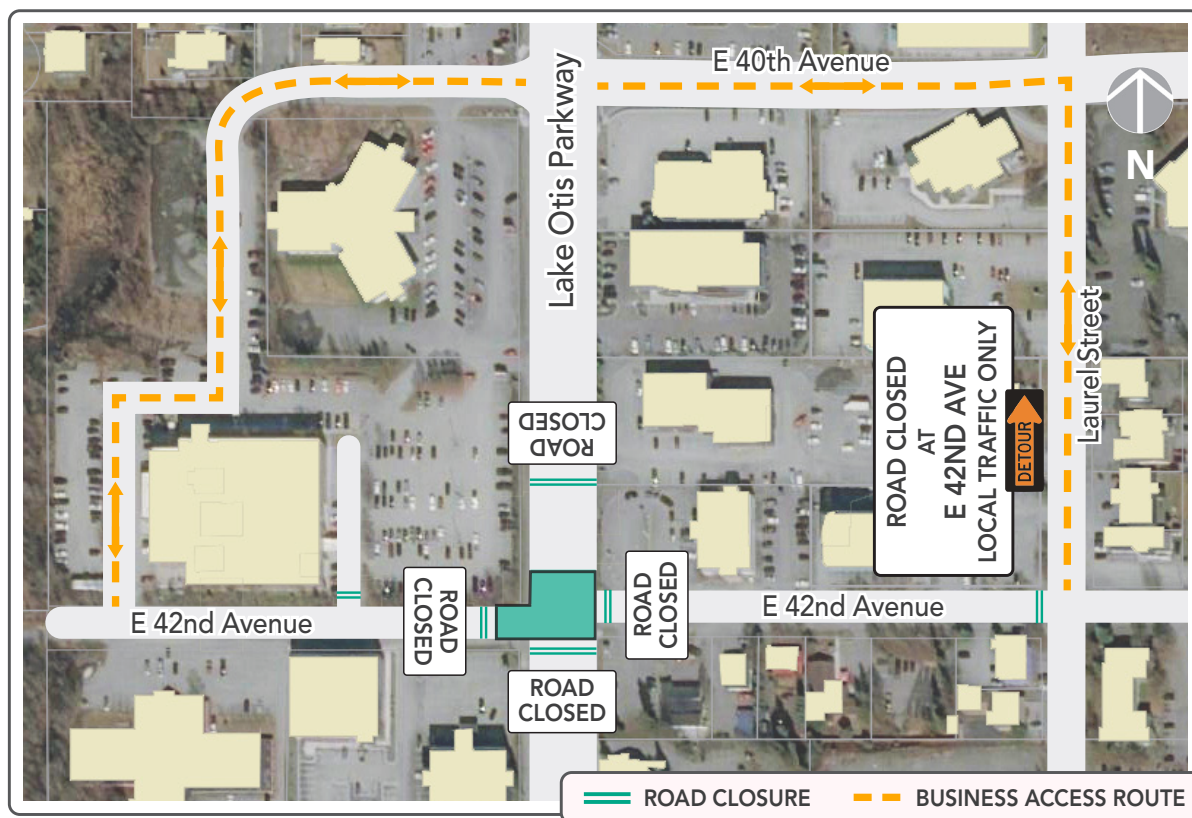 E 40th Avenue
Lake Otis Parkway
N
Laurel Street
ROAD CLOSED
AT
E 42ND AVE
LOCAL TRAFFIC ONLY
DETOUR
ROAD
CLOSED
E 42nd Avenue
ROAD
CLOSED
ROAD
CLOSED
E 42nd Avenue
ROAD
CLOSED
ROAD CLOSURE
BUSINESS ACCESS ROUTE